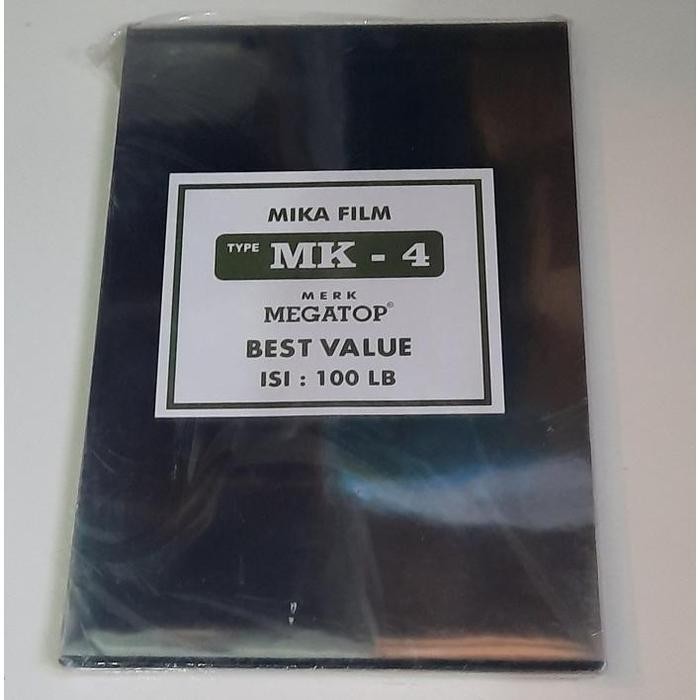 MIKA FILM
TYPE MK - 4
MERK
MEGATOP©
BEST VALUE
ISI : 100 LB